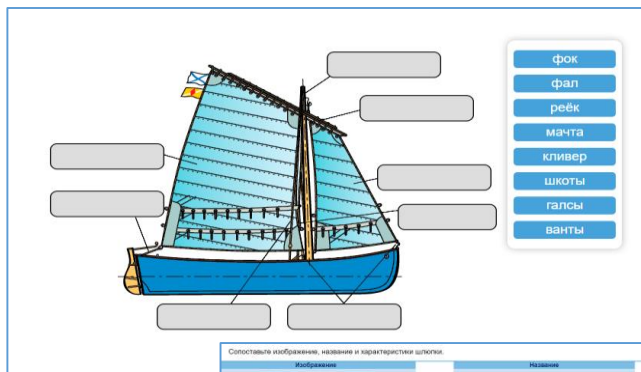 фок
фал
реёк
мачта
кливер
шкоты
галсы
ванты
Сопоставьте изображение, название и характеристики шлюпки.
Изображение
Название